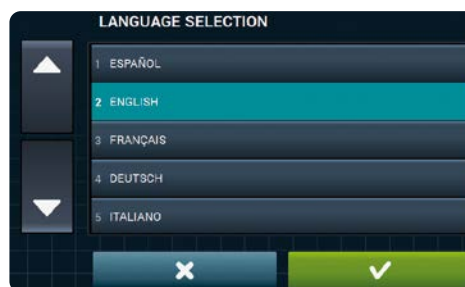 LANGUAGE SELECTION
1 ESPAÑOL
2 ENGLISH
3 FRANÇAIS
4 DEUTSCH
5 ITALIANO